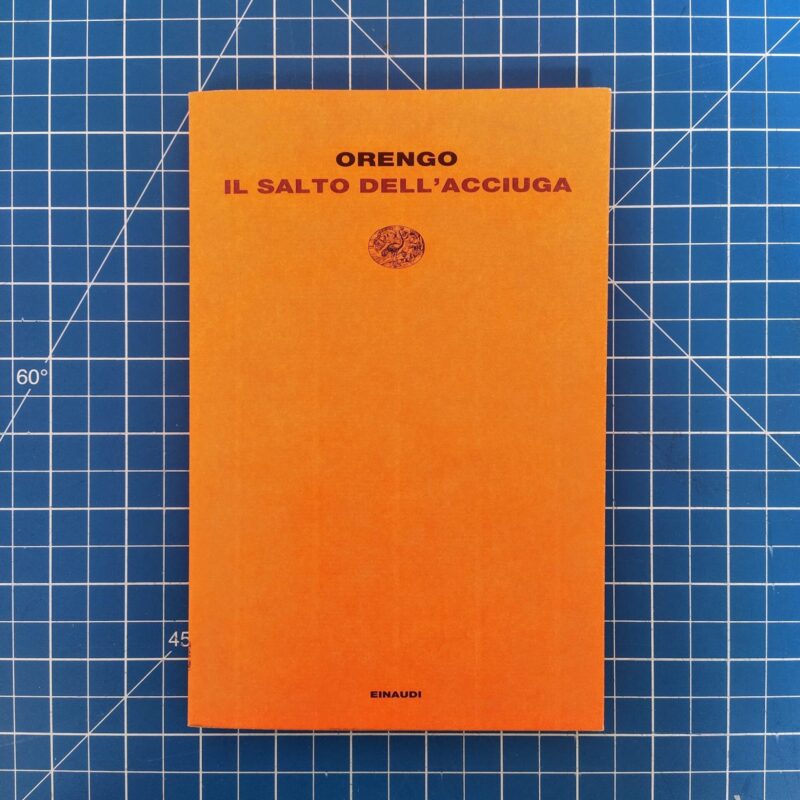 ORENGO
IL SALTO DELL'ACCIUGA
60°
45
EINAUDI